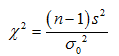 χ² = (n−1)s² / σ₀²